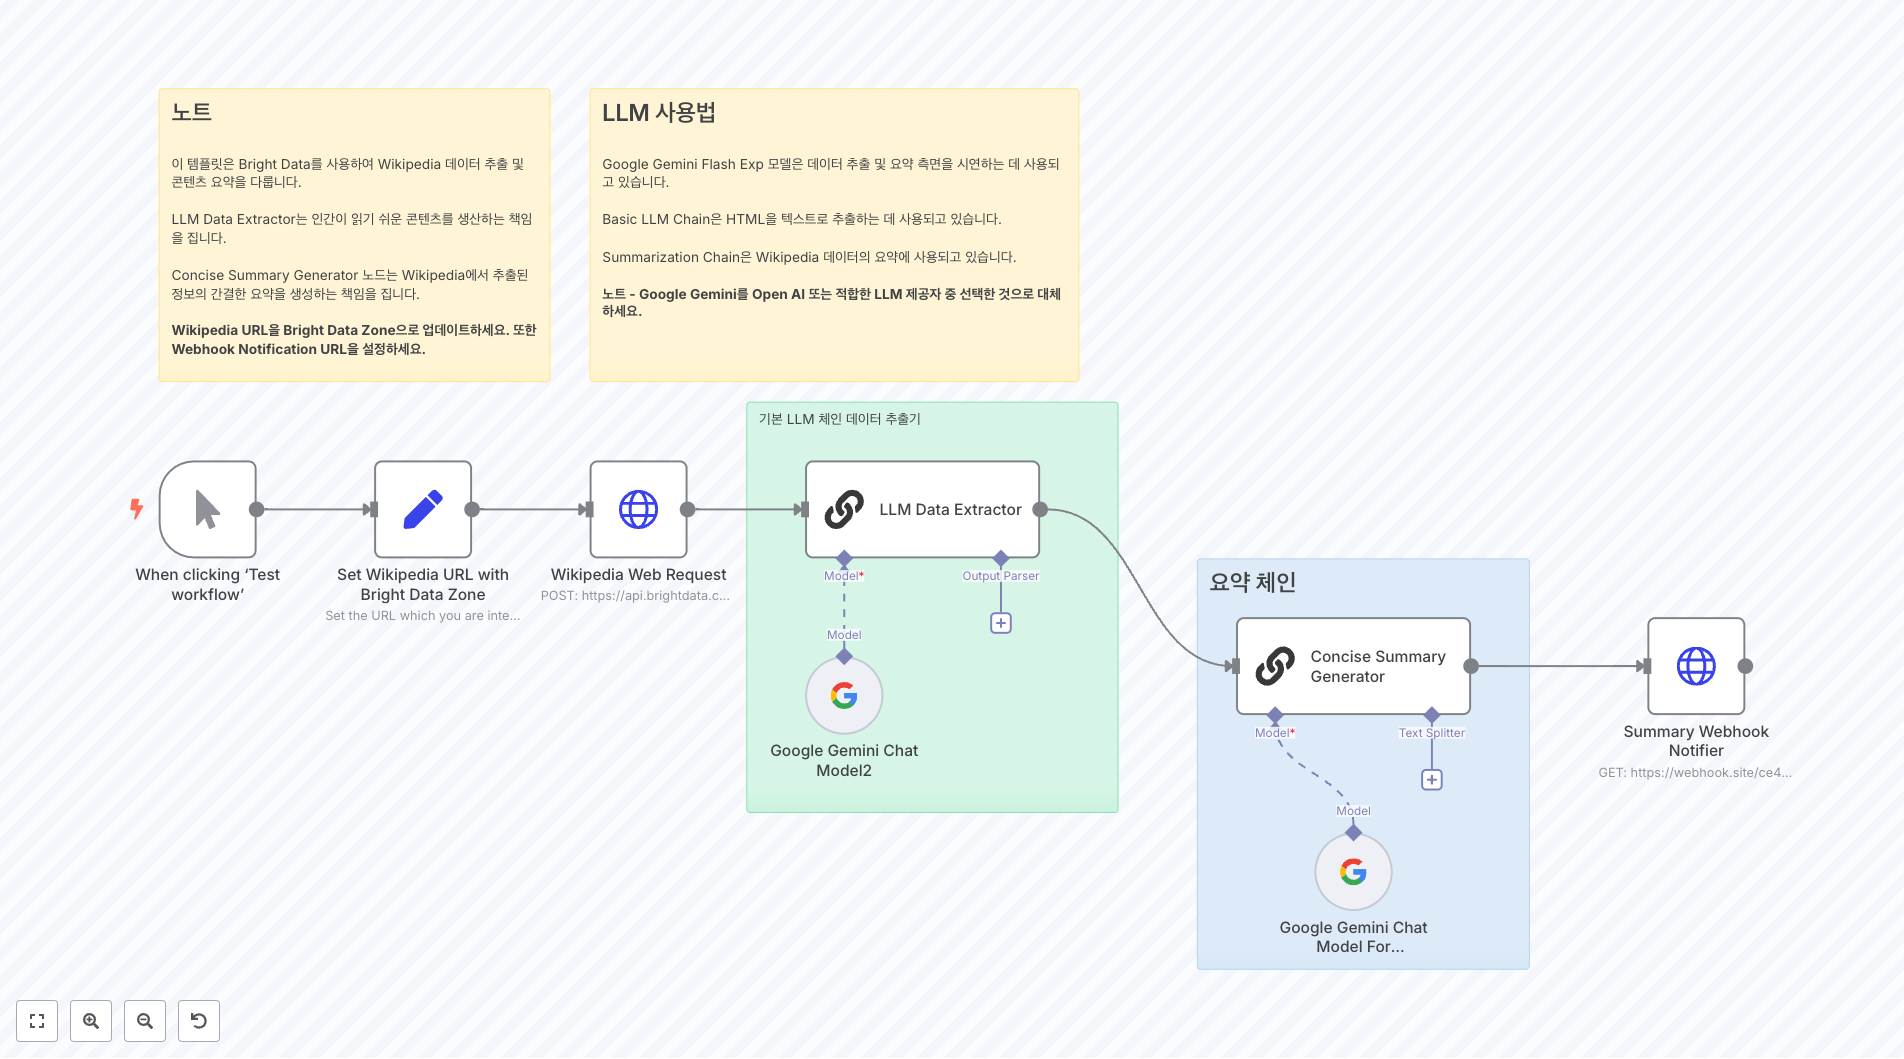 노트
이 템플릿은 Bright Data를 사용하여 Wikipedia 데이터 추출 및
콘텐츠 요약을 다룹니다.
LLM Data Extractor는 인간이 읽기 쉬운 콘텐츠를 생산하는 책임
을 집니다.
Concise Summary Generator 노드는 Wikipedia에서 추출된
정보의 간결한 요약을 생성하는 책임을 집니다.
Wikipedia URL을 Bright Data Zone으로 업데이트하세요. 또한
Webhook Notification URL을 설정하세요.
LLM 사용법
Google Gemini Flash Exp 모델은 데이터 추출 및 요약 측면을 시연하는 데 사용되
고 있습니다.
Basic LLM Chain은 HTML을 텍스트로 추출하는 데 사용되고 있습니다.
Summarization Chain은 Wikipedia 데이터의 요약에 사용되고 있습니다.
노트 - Google Gemini를 Open AI 또는 적합한 LLM 제공자 중 선택한 것으로 대체
하세요.
When clicking ‘Test
workflow’
Set Wikipedia URL with
Bright Data Zone
Set the URL which you are inte...
Wikipedia Web Request
POST: https://api.brightdata.c...
기본 LLM 체인 데이터 추출기
LLM Data Extractor
Model*
Output Parser
Model
Google Gemini Chat
Model2
요약 체인
Concise Summary
Generator
Model*
Text Splitter
Model
Google Gemini Chat
Model For...
Summary Webhook
Notifier
GET: https://webhook.site/ce4...